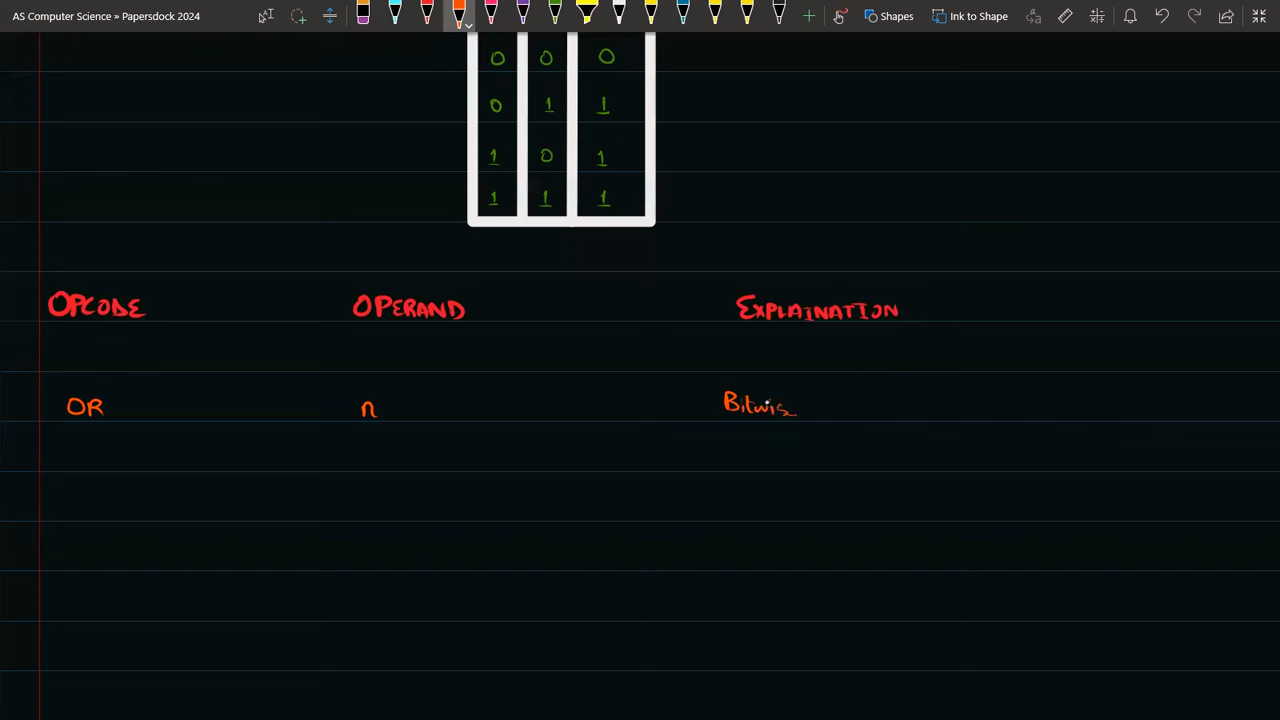 AS Computer Science » Papersdock 2024
Shapes
Ink to Shape
0 0 0
0 1 1
1 0 1
1 1 1
OPCODE OPERAND EXPLAINATION
OR n Bitwis